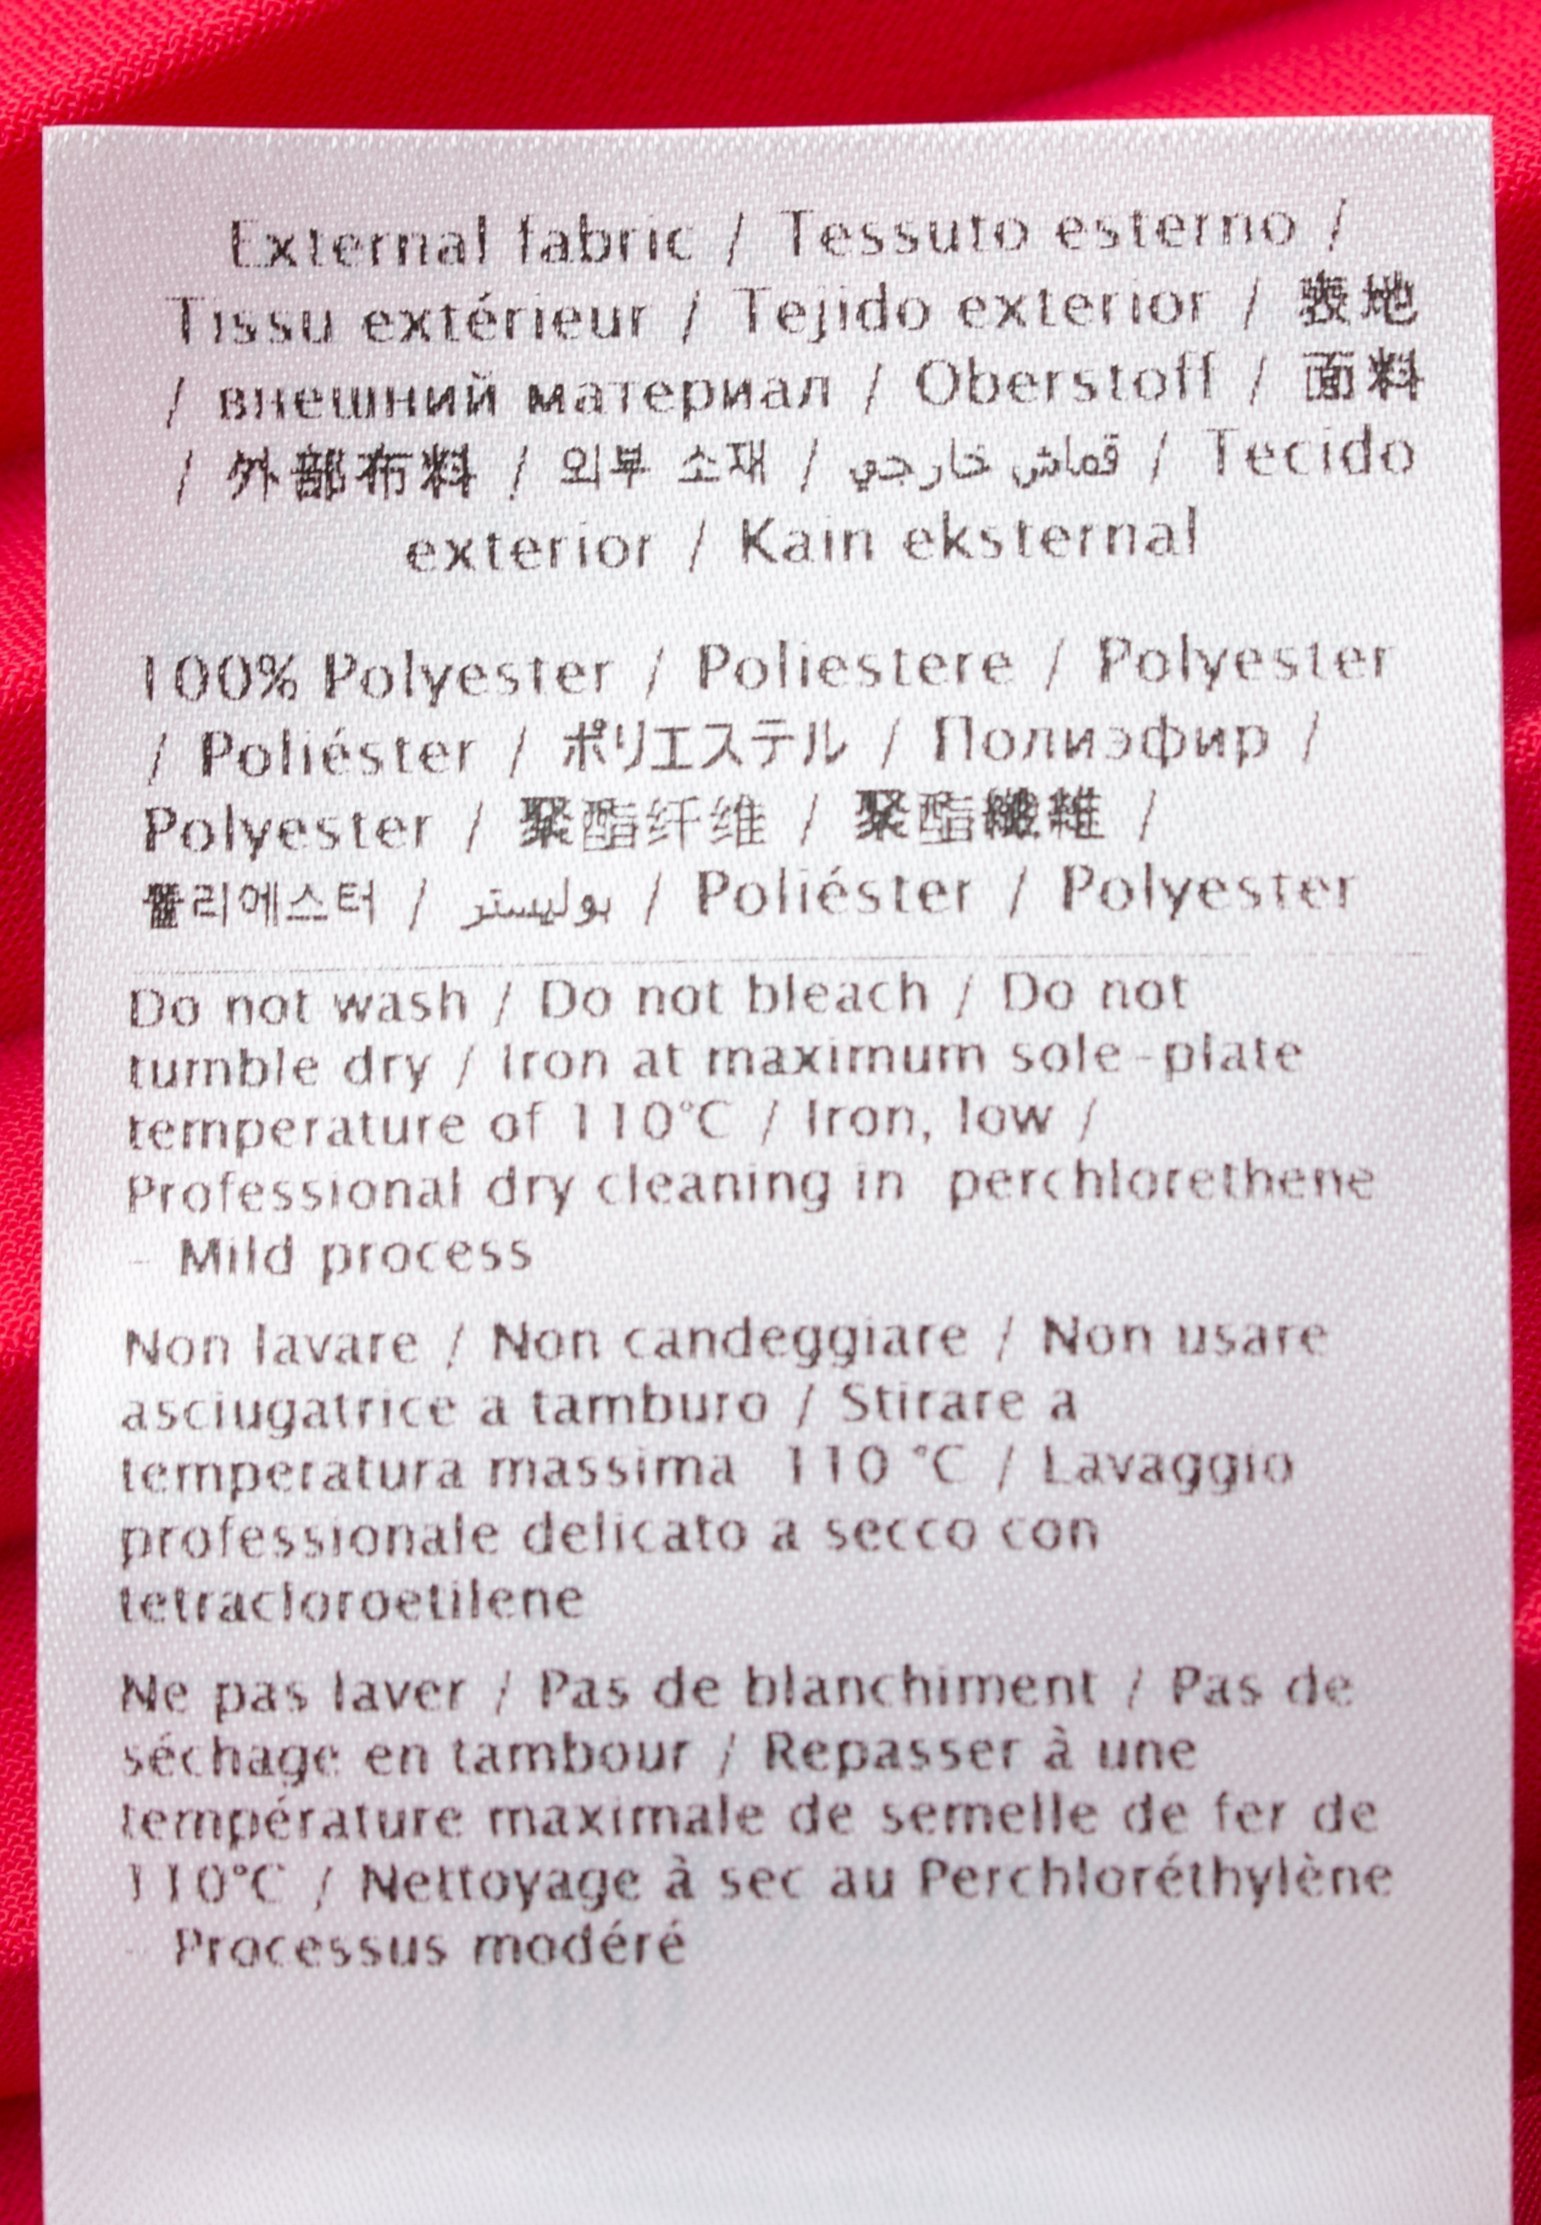 External fabric / Tessuto esterno /
Tissu extérieur / Tejido exterior / 表地
/ внешний материал / Oberstoff / 面料
/ 外部布料 / 외부 소재 / قماش خارجي / Tecido
exterior / Kain eksternal
100% Polyester / Poliestere / Polyester
/ Poliéster / ポリエステル / Полиэфир /
Polyester / 聚酯纤维 / 聚酯纖維 /
폴리에스터 / بوليستر / Poliéster / Polyester
Do not wash / Do not bleach / Do not
tumble dry / Iron at maximum sole-plate
temperature of 110°C / Iron, low /
Professional dry cleaning in perchlorethene
- Mild process
Non lavare / Non candeggiare / Non usare
asciugatrice a tamburo / Stirare a
temperatura massima 110 °C / Lavaggio
professionale delicato a secco con
tetracloroetilene
Ne pas laver / Pas de blanchiment / Pas de
séchage en tambour / Repasser à une
température maximale de semelle de fer de
110°C / Nettoyage à sec au Perchloréthylène
- Processus modéré